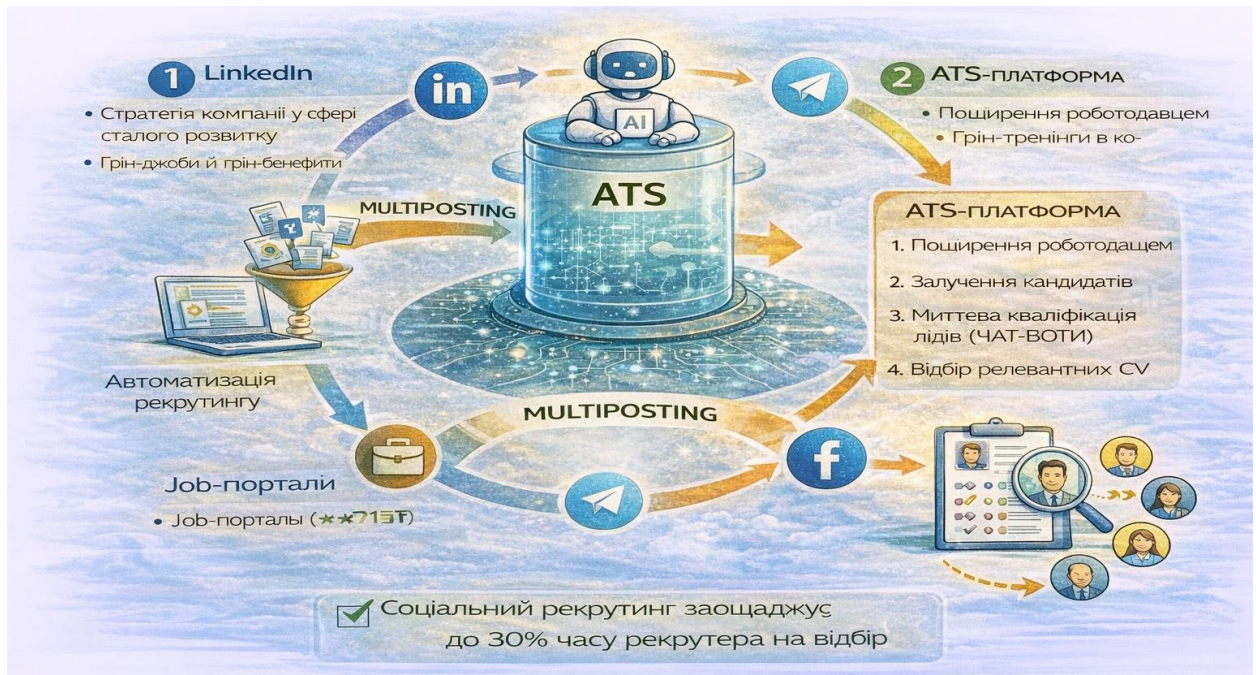 1 LinkedIn
• Стратегія компанії у сфері
сталого розвитку
• Грін-джоби й грін-бенефити
in
AI
ATS
MULTIPOSTING
2 ATS-ПЛАТФОРМА
• Поширення роботодавцем
• Грін-тренінги в ко-
ATS-ПЛАТФОРМА
1. Поширення роботодащем
2. Залучення кандидатів
3. Миттева кваліфікація
лідів (ЧАТ-ВОТИ)
4. Відбір релевантних CV
Автоматизація
рекрутингу
MULTIPOSTING
f
Job-портали
• Job-порталы
Соціальний рекрутинг заощаджує
до 30% часу рекрутера на відбір